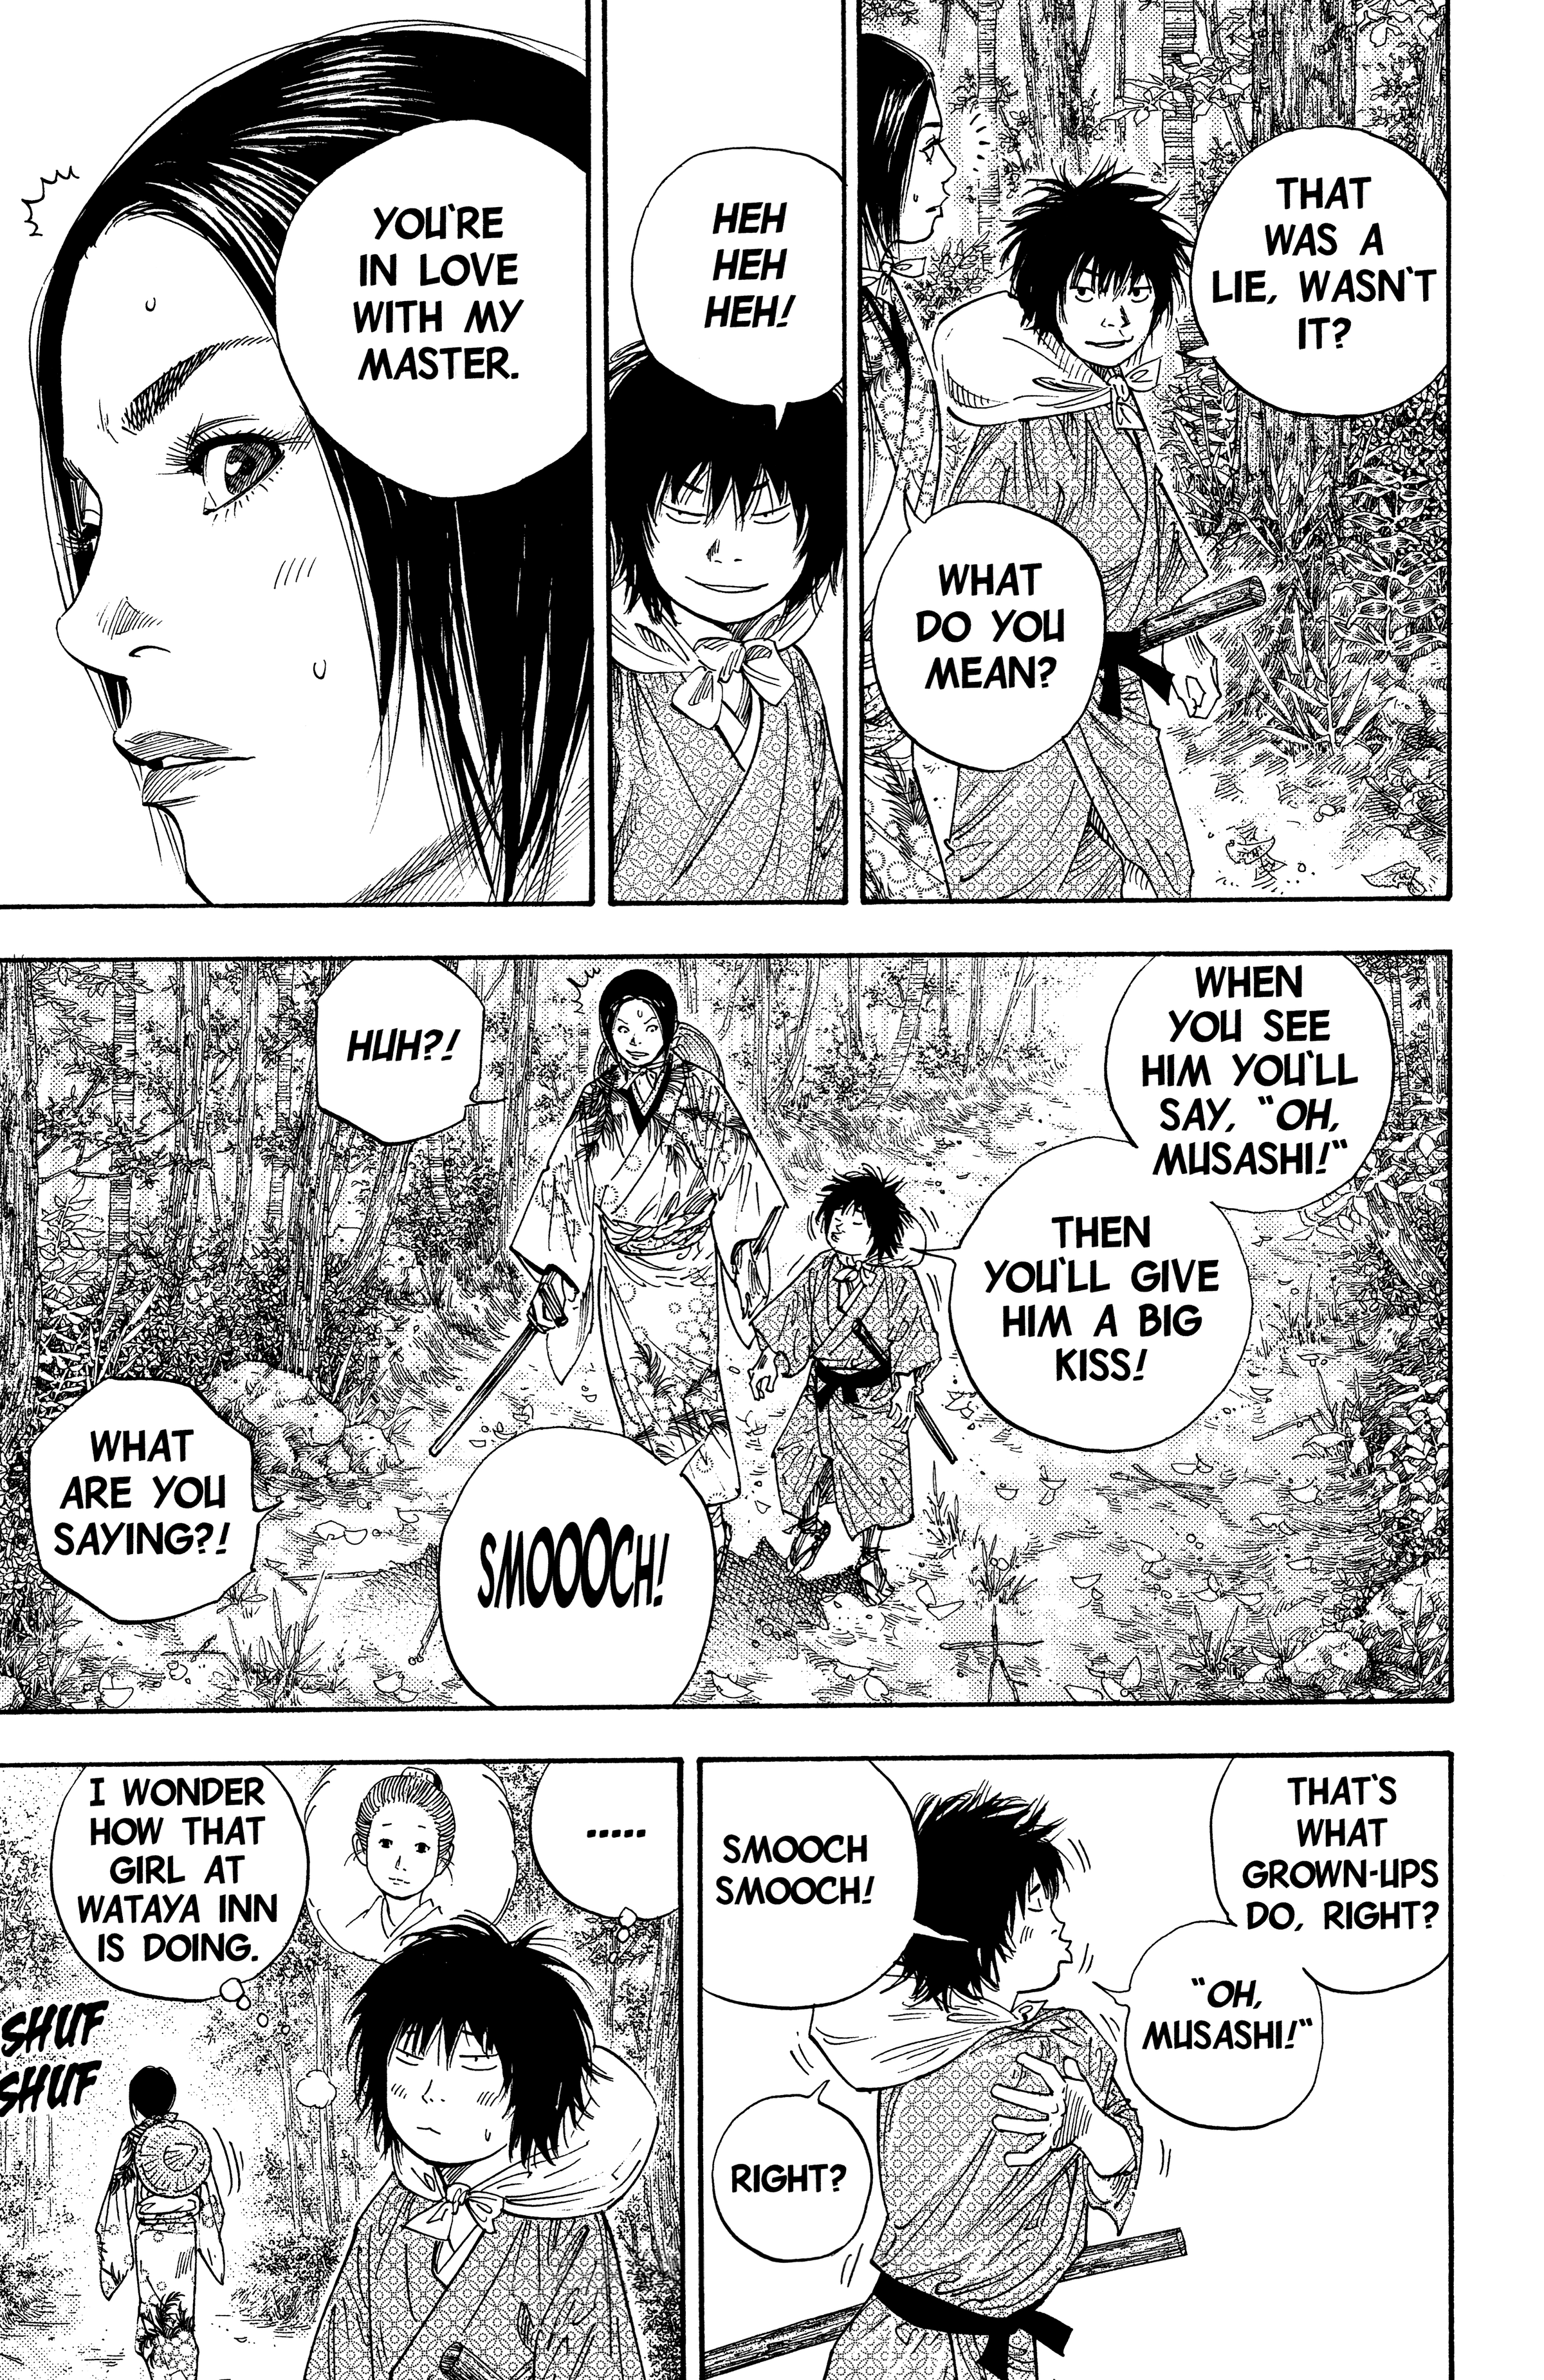 THAT
WAS A
LIE, WASN'T
IT?
WHAT
DO YOU
MEAN?
HEH
HEH
HEH!
YOU'RE
IN LOVE
WITH MY
MASTER.
WHEN
YOU SEE
HIM YOU'LL
SAY, "OH,
MUSASHI!"
THEN
YOU'LL GIVE
HIM A BIG
KISS!
HUH?!
SMOOOCH!
WHAT
ARE YOU
SAYING?!
THAT'S
WHAT
GROWN-UPS
DO, RIGHT?
"OH,
MUSASHI!"
SMOOCH
SMOOCH!
RIGHT?
.....
I WONDER
HOW THAT
GIRL AT
WATAYA INN
IS DOING.
SHUF
SHUF